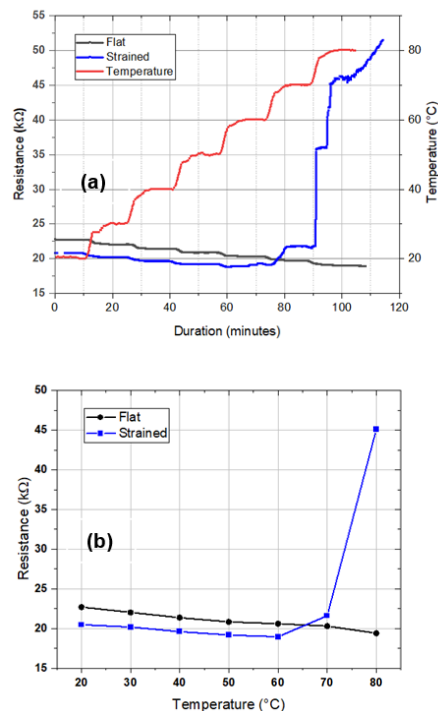 Flat
Strained
Temperature
55
50
45
40
35
30
25
20
15
Resistance (kΩ)
80
60
40
20
Temperature (°C)
(a)
0 20 40 60 80 100 120
Duration (minutes)
Flat
Strained
50
45
40
35
30
25
20
15
Resistance (kΩ)
(b)
20 30 40 50 60 70 80
Temperature (°C)